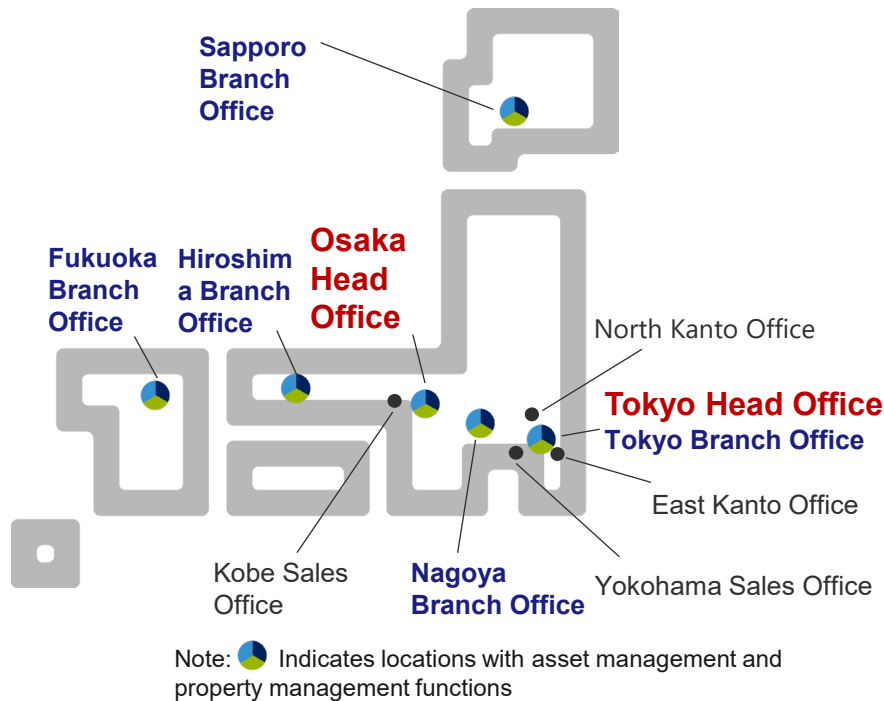 Sapporo
Branch
Office
Osaka
Head
Office
Fukuoka
Branch
Office
Hiroshim
a Branch
Office
North Kanto Office
Tokyo Head Office
Tokyo Branch Office
East Kanto Office
Kobe Sales
Office
Nagoya
Branch Office
Yokohama Sales Office
Note: Indicates locations with asset management and
property management functions